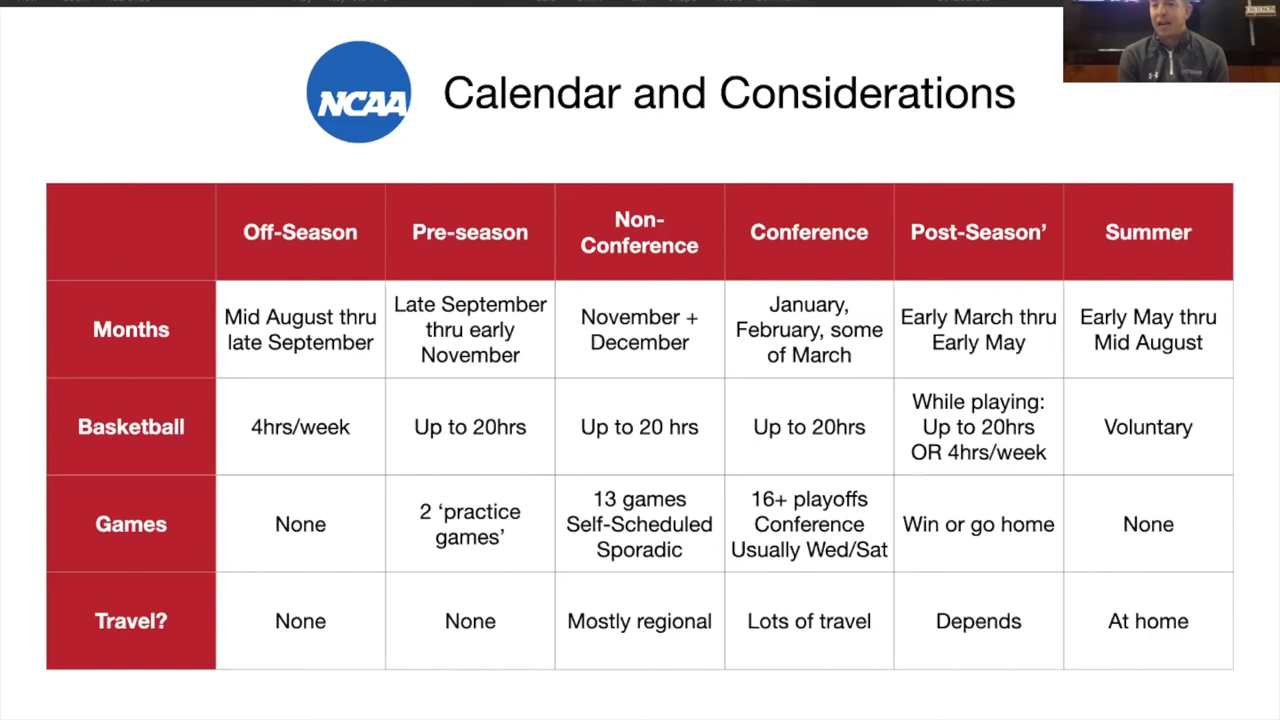 NCAA
Calendar and Considerations
Off-Season
Pre-season
Non-
Conference
Conference
Post-Season’
Summer
Months
Mid August thru
late September
Late September
thru early
November
November +
December
January,
February, some
of March
Early March thru
Early May
Early May thru
Mid August
Basketball
4hrs/week
Up to 20hrs
Up to 20 hrs
Up to 20hrs
While playing:
Up to 20hrs
OR 4hrs/week
Voluntary
Games
None
2 ‘practice
games’
13 games
Self-Scheduled
Sporadic
16+ playoffs
Conference
Usually Wed/Sat
Win or go home
None
Travel?
None
None
Mostly regional
Lots of travel
Depends
At home